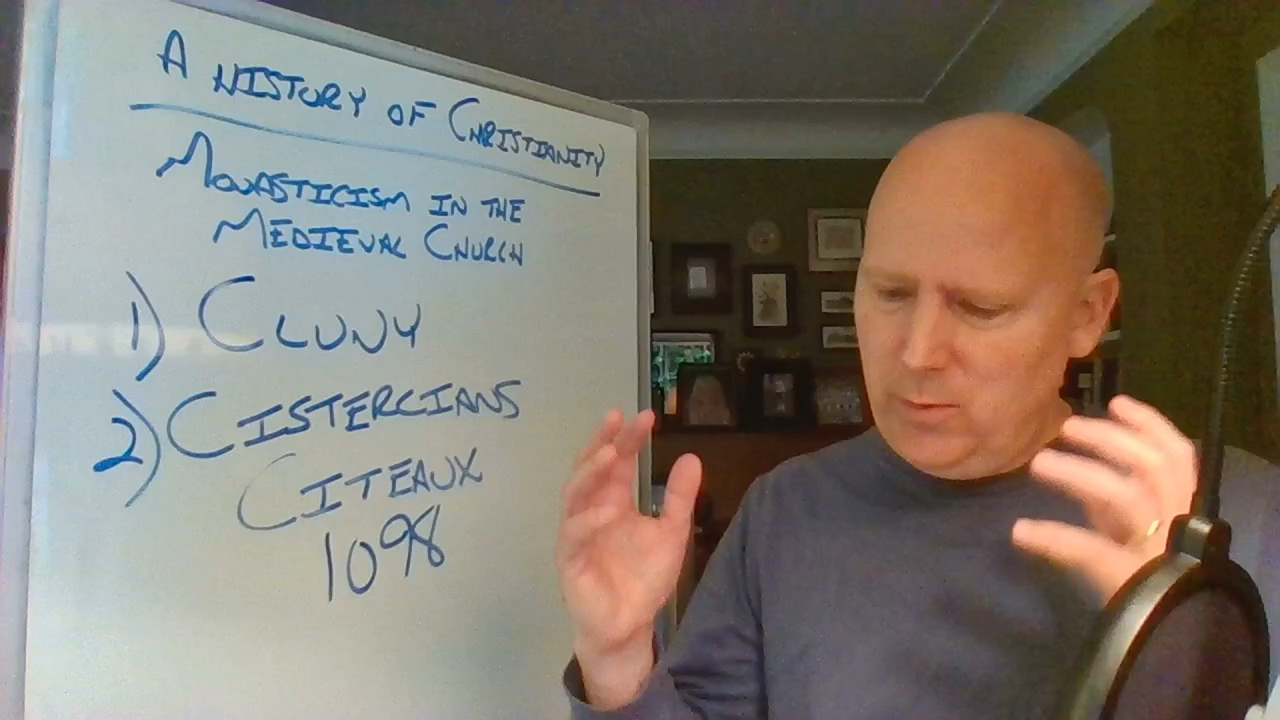 A HISTORY OF CHRISTIANITY
MONASTICISM IN THE
MEDIEVAL CHURCH
1) CLUNY
2) CISTERCIANS
CITEAUX
1098